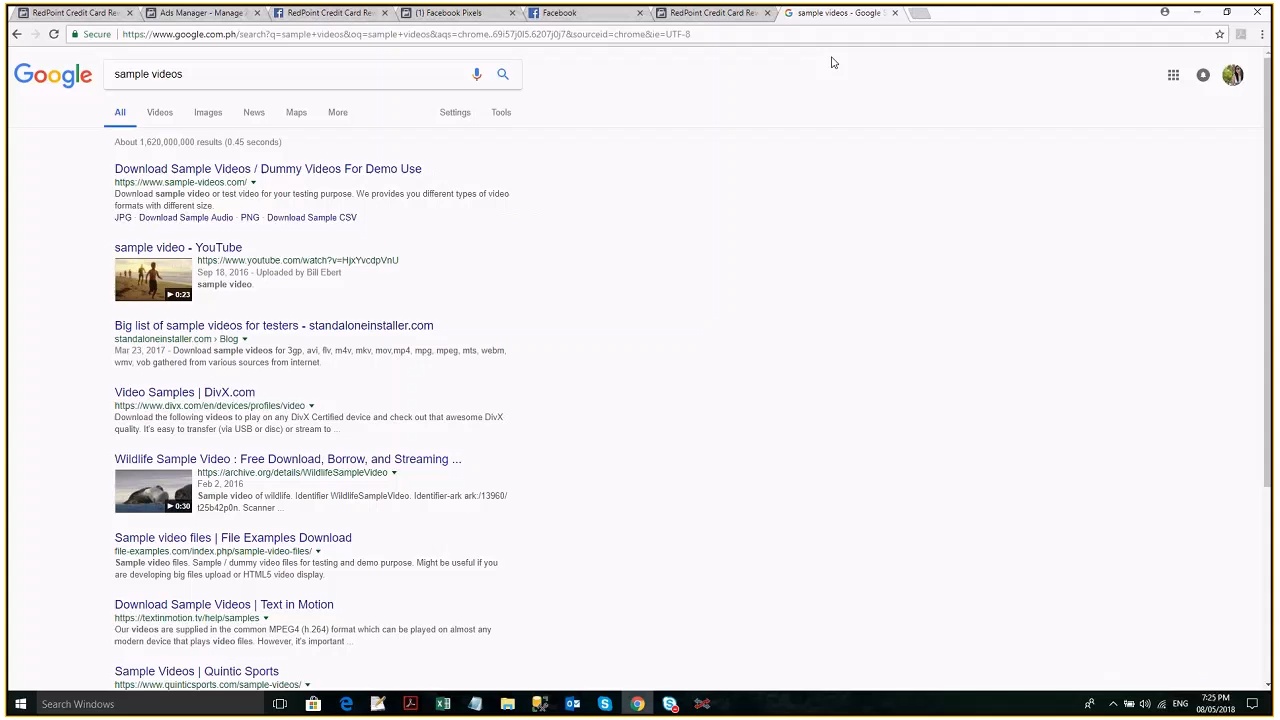 RedPoint Credit Card Rev
Ads Manager - Manage A
RedPoint Credit Card Re
(1) Facebook Pixels
Facebook
RedPoint Credit Card Rev
sample videos - Google S
Secure
https://www.google.com.ph/search?q=sample+videos&oq=sample+videos&aqs=chrome..69i57j0l5.6207j0j7&sourceid=chrome&ie=UTF-8
Google
sample videos
All
Videos
Images
News
Maps
More
Settings
Tools
About 1,620,000,000 results (0.45 seconds)
Download Sample Videos / Dummy Videos For Demo Use
https://www.sample-videos.com/
Download sample video or test video for your testing purpose. We provides you different types of video
formats with different size.
JPG · Download Sample Audio · PNG · Download Sample CSV
sample video - YouTube
https://www.youtube.com/watch?v=HjxYvcdpVnU
Sep 18, 2016 - Uploaded by Bill Ebert
sample video.
0:23
Big list of sample videos for testers - standaloneinstaller.com
standaloneinstaller.com › Blog
Mar 23, 2017 - Download sample videos for 3gp, avi, flv, m4v, mkv, mov,mp4, mpg, mpeg, mts, webm,
wmv, vob gathered from various sources from internet.
Video Samples | DivX.com
https://www.divx.com/en/devices/profiles/video
Download the following videos to play on any DivX Certified device and check out that awesome DivX
quality. It's easy to transfer (via USB or disc) or stream to ...
Wildlife Sample Video : Free Download, Borrow, and Streaming ...
https://archive.org/details/WildlifeSampleVideo
Feb 2, 2016
Sample video of wildlife. Identifier WildlifeSampleVideo. Identifier-ark ark:/13960/
t25b42p0n. Scanner ...
0:30
Sample video files | File Examples Download
file-examples.com/index.php/sample-video-files/
Sample video files. Sample / dummy video files for testing and demo purpose. Might be useful if you
are developing big files upload or HTML5 video display.
Download Sample Videos | Text in Motion
https://textinmotion.tv/help/samples
Our videos are supplied in the common MPEG4 (h.264) format which can be played on almost any
modern device that plays video files. However, it's important ...
Sample Videos | Quintic Sports
https://www.quinticsports.com/sample-videos/
Search Windows
ENG
7:25 PM
08/05/2018